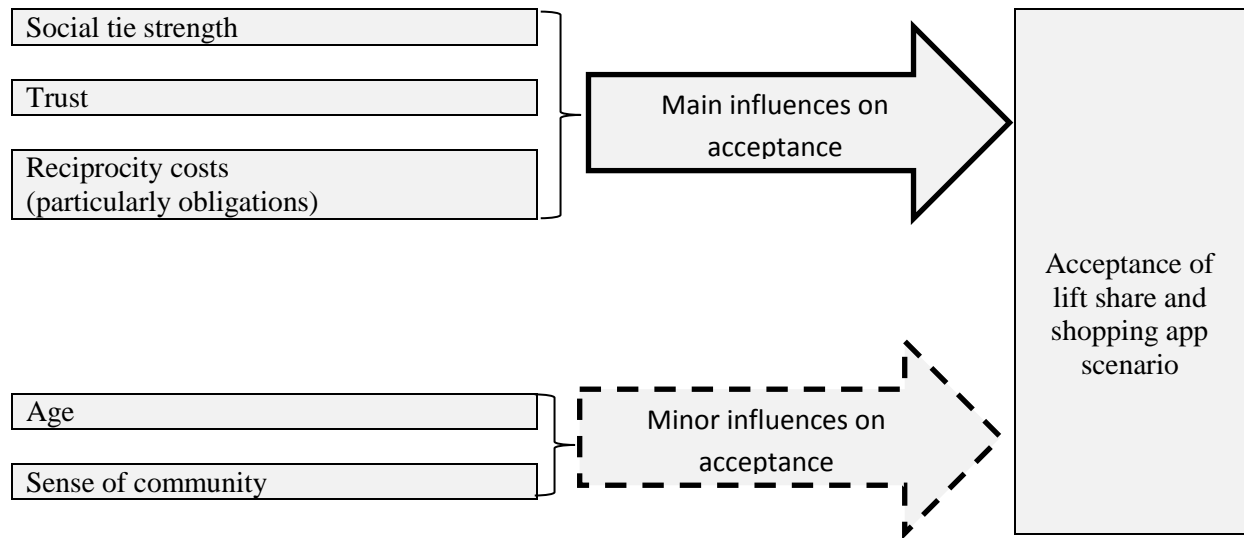 Social tie strength
Trust
Reciprocity costs
(particularly obligations)
Main influences on
acceptance
Age
Sense of community
Minor influences on
acceptance
Acceptance of
lift share and
shopping app
scenario